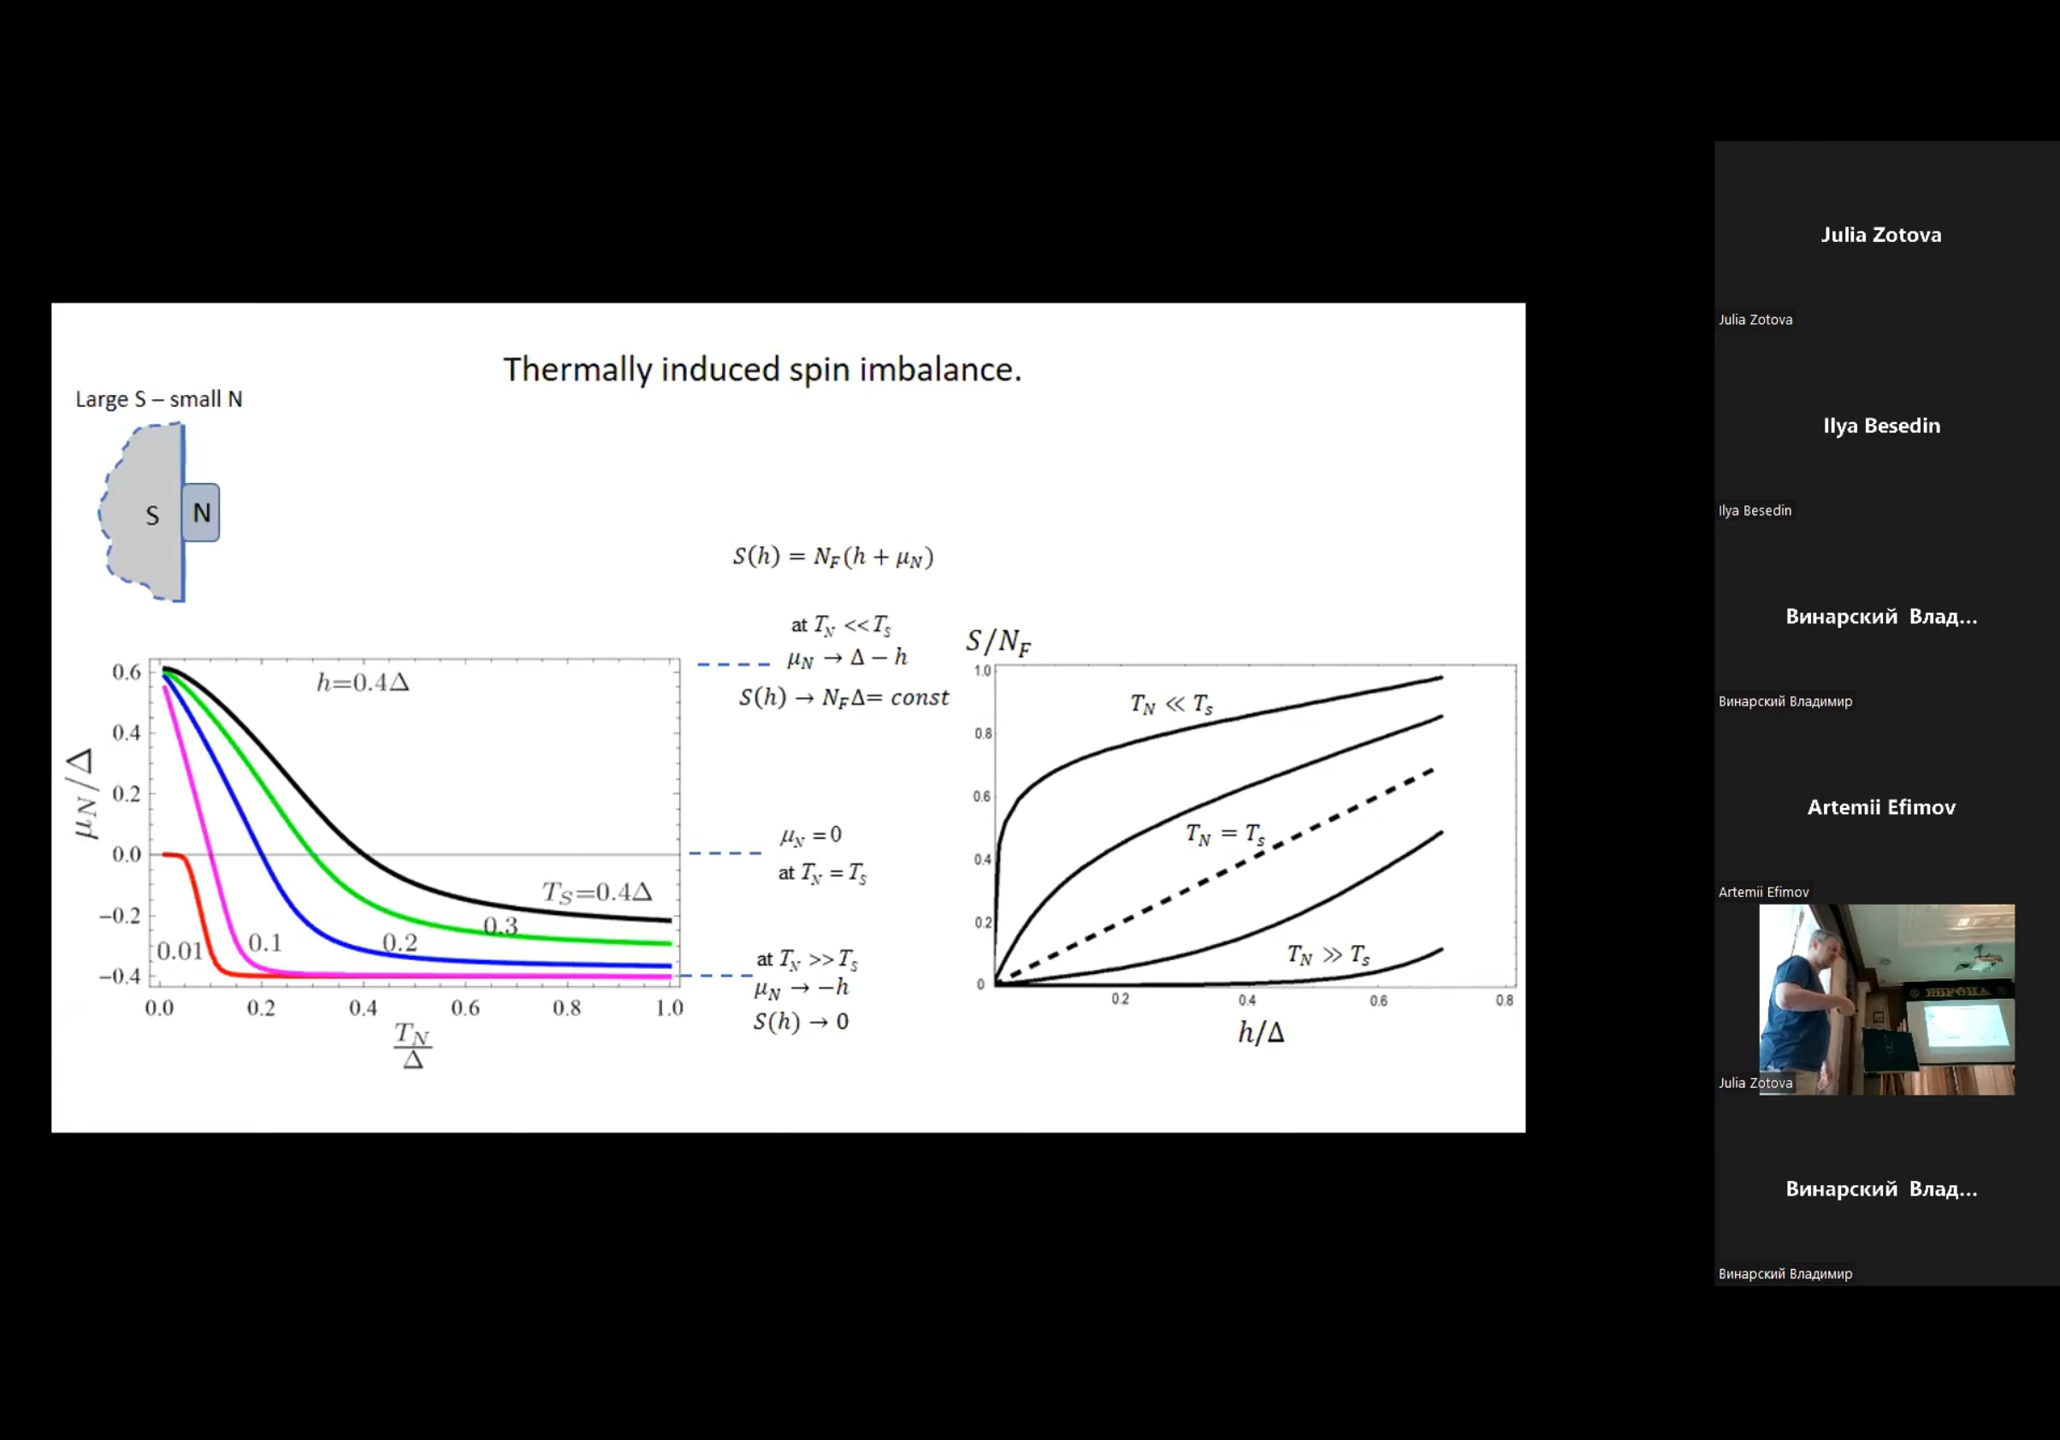 Thermally induced spin imbalance.
Large S – small N
S
N
S(h) = N_F(h + μ_N)
at T_N << T_S
μ_N → Δ − h
S(h) → N_FΔ= const
μ_N = 0
at T_N = T_S
at T_N >> T_S
μ_N → −h
S(h) → 0
μ_N/Δ
0.6
0.4
0.2
0.0
−0.2
−0.4
h=0.4Δ
T_S=0.4Δ
0.3
0.2
0.1
0.01
0.0 0.2 0.4 0.6 0.8 1.0
T_N
Δ
S/N_F
1.0
0.8
0.6
0.4
0.2
0
T_N ≪ T_s
T_N = T_s
T_N ≫ T_s
0.2 0.4 0.6 0.8
h/Δ
Julia Zotova
Julia Zotova
Ilya Besedin
Ilya Besedin
Винарский Влад...
Винарский Владимир
Artemii Efimov
Artemii Efimov
ЕВРОПА
Julia Zotova
Винарский Влад...
Винарский Владимир